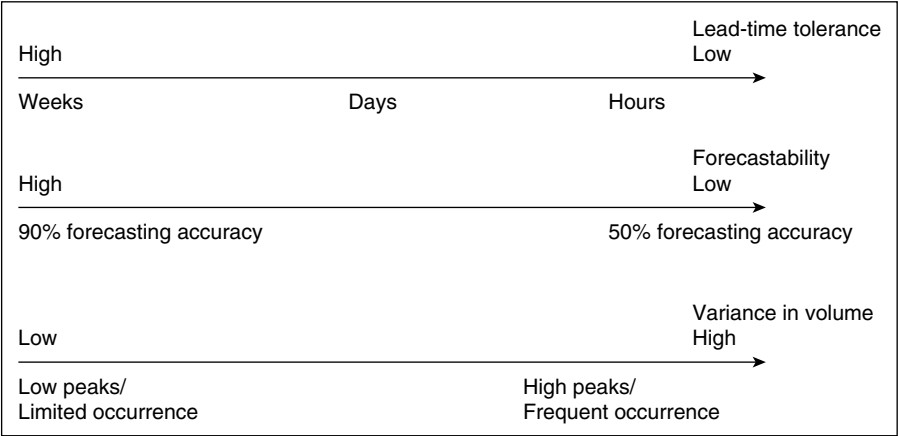 Lead-time tolerance
High
Low
Weeks
Days
Hours
Forecastability
High
Low
90% forecasting accuracy
50% forecasting accuracy
Variance in volume
Low
High
Low peaks/
Limited occurrence
High peaks/
Frequent occurrence